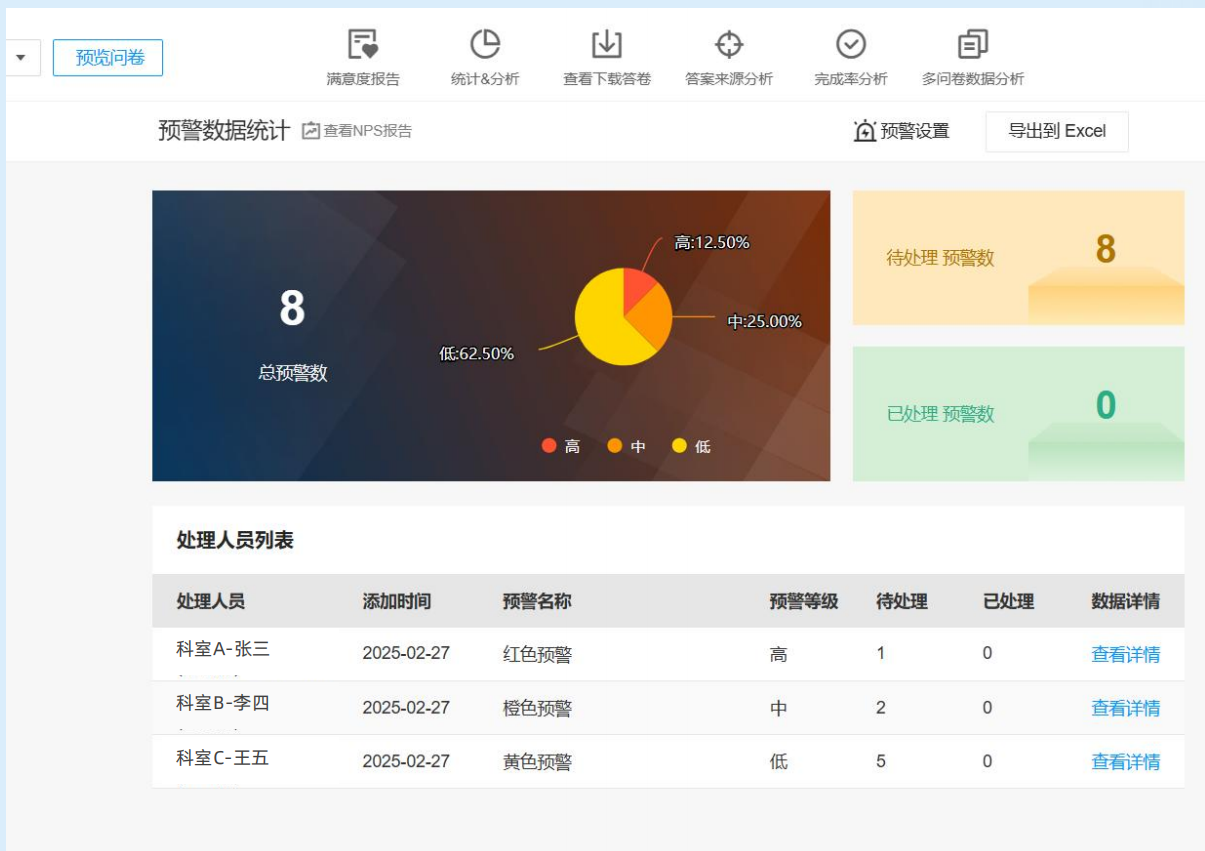 预览问卷
满意度报告 统计&分析 查看下载答卷 答案来源分析 完成率分析 多问卷数据分析
预警数据统计 查看NPS报告 预警设置 导出到 Excel
8
总预警数
高:12.50%
中:25.00%
低:62.50%
高 中 低
待处理 预警数 8
已处理 预警数 0
处理人员列表
处理人员 添加时间 预警名称 预警等级 待处理 已处理 数据详情
科室A-张三 2025-02-27 红色预警 高 1 0 查看详情
科室B-李四 2025-02-27 橙色预警 中 2 0 查看详情
科室C-王五 2025-02-27 黄色预警 低 5 0 查看详情